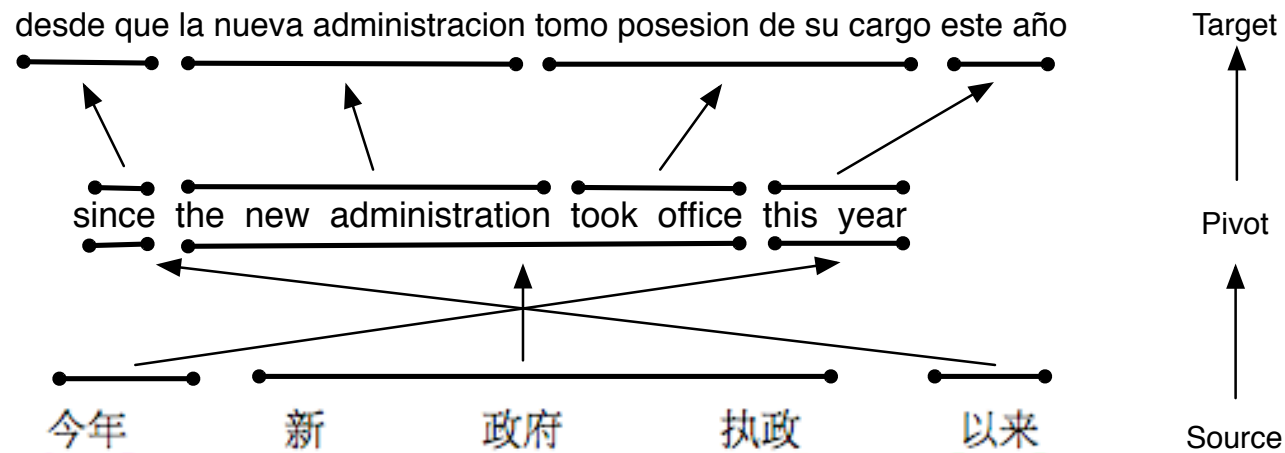 desde que la nueva administracion tomo posesion de su cargo este año
Target
since the new administration took office this year
Pivot
今年 新 政府 执政 以来
Source